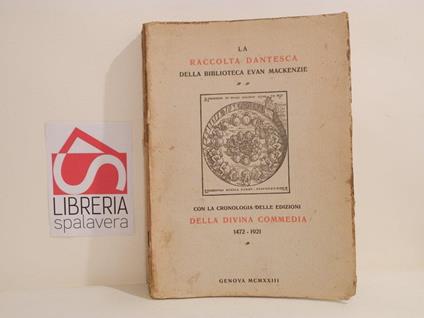 LA
RACCOLTA DANTESCA
DELLA BIBLIOTECA EVAN MACKENZIE
CON LA CRONOLOGIA DELLE EDIZIONI
DELLA DIVINA COMMEDIA
1472 - 1921
GENOVA MCMXXIII
LIBRERIA
spalavera